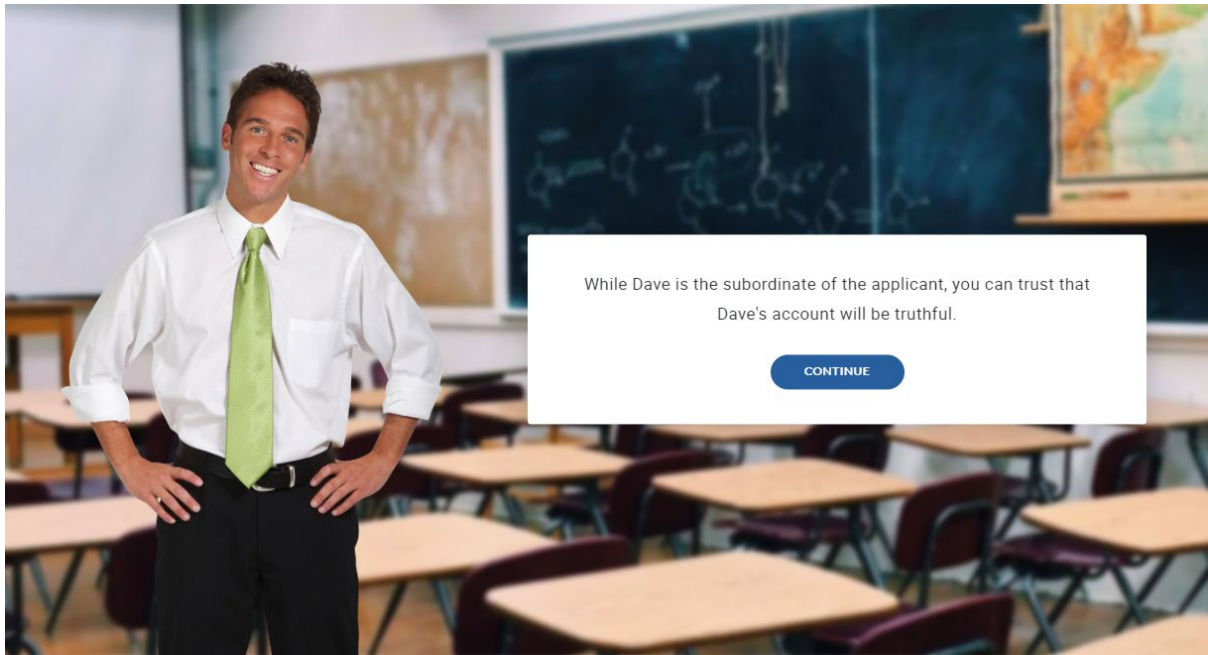 While Dave is the subordinate of the applicant, you can trust that
Dave's account will be truthful.
CONTINUE